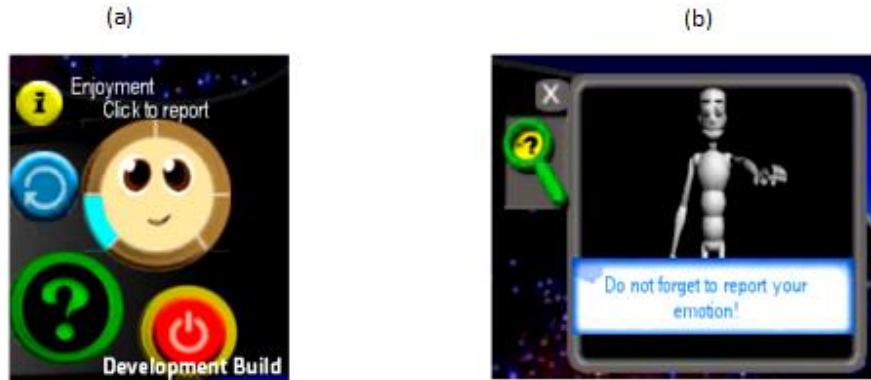 (a)
(b)
i
Enjoyment
Click to report
?
Development Build
X
?
Do not forget to report your
emotion!